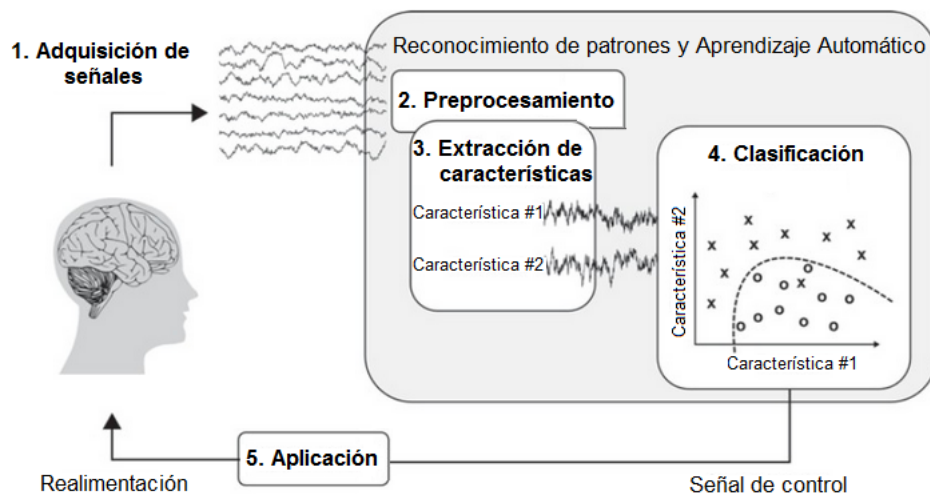 1. Adquisición de
señales
Reconocimiento de patrones y Aprendizaje Automático
2. Preprocesamiento
3. Extracción de
características
Característica #1
Característica #2
4. Clasificación
Característica #2
Característica #1
5. Aplicación
Realimentación
Señal de control